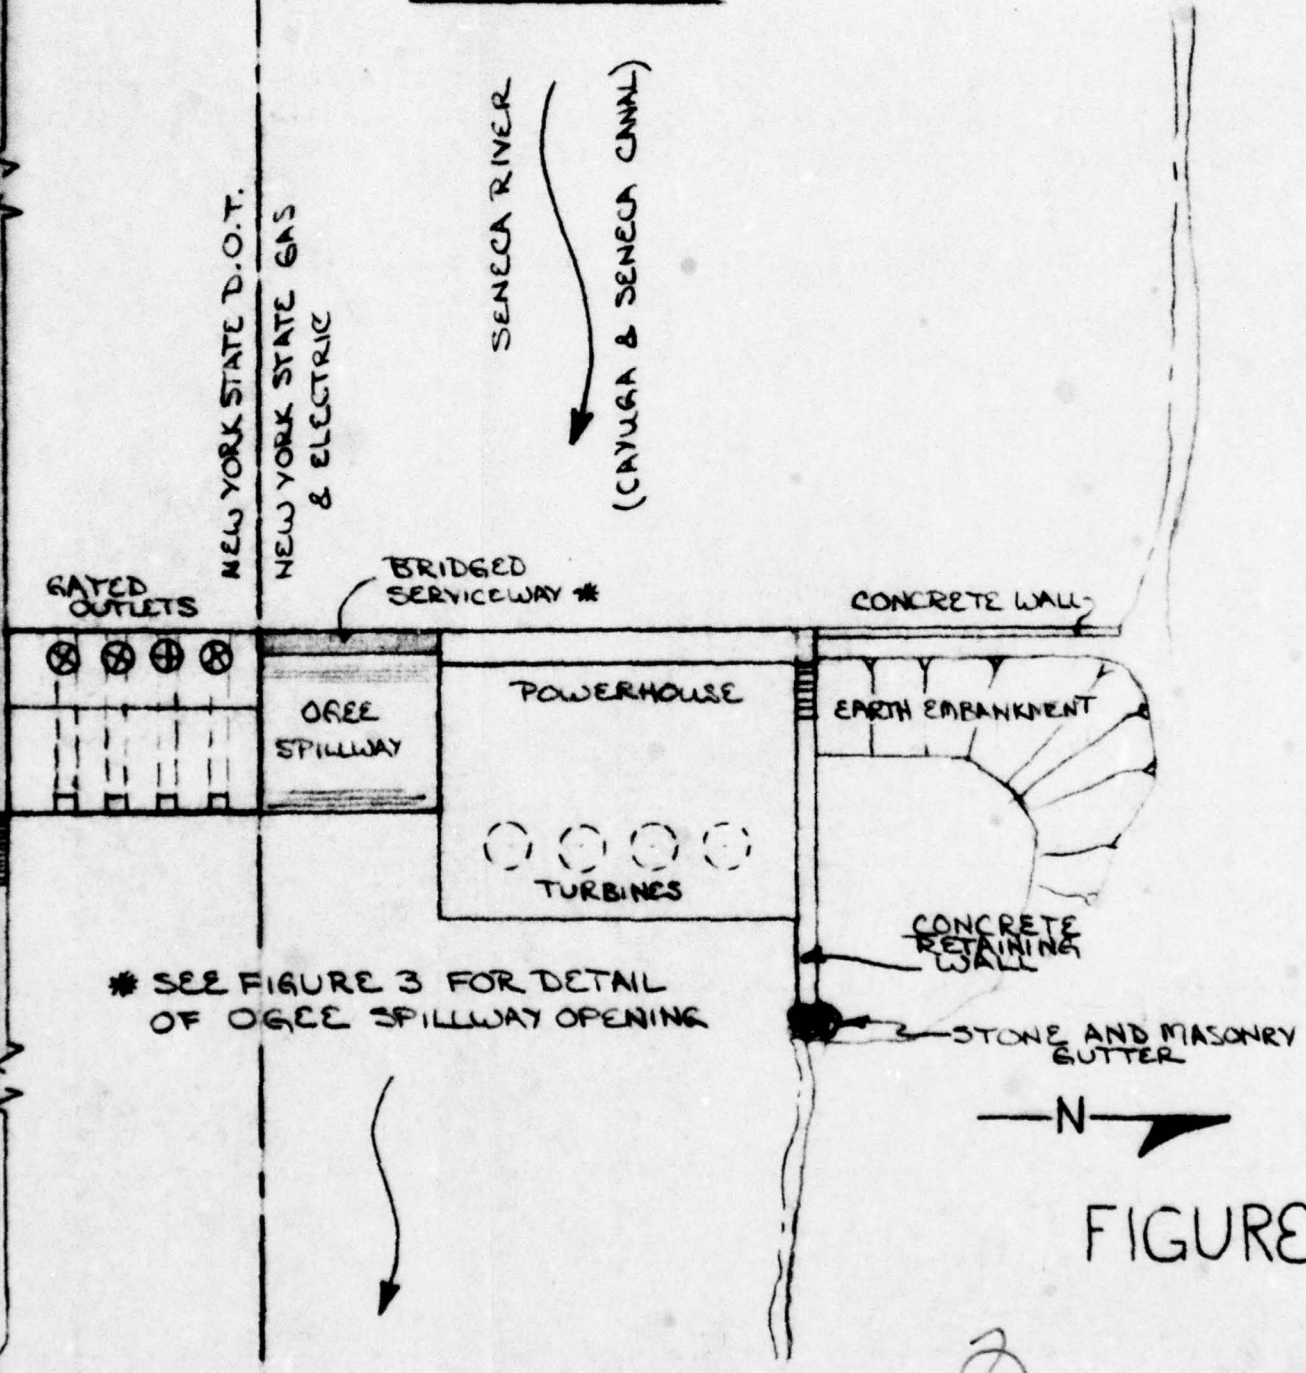 SENECA RIVER
(CAYUGA & SENECA CANAL)
NEW YORK STATE D.O.T.
NEW YORK STATE GAS
& ELECTRIC
GATED
OUTLETS
BRIDGED
SERVICEWAY *
CONCRETE WALL
OGEE
SPILLWAY
POWERHOUSE
EARTH EMBANKMENT
TURBINES
CONCRETE
RETAINING
WALL
* SEE FIGURE 3 FOR DETAIL
OF OGEE SPILLWAY OPENING
STONE AND MASONRY
GUTTER
N
FIGURE